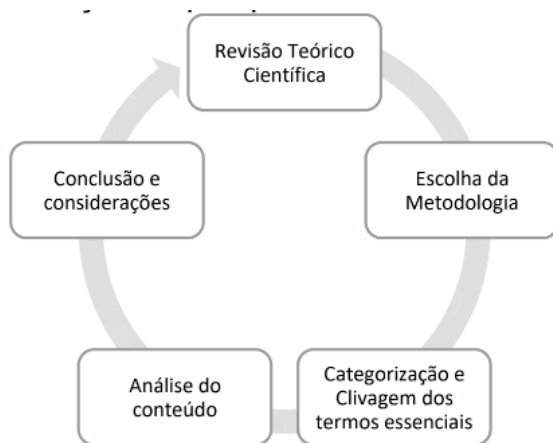 Revisão Teórico
Científica
Escolha da
Metodologia
Categorização e
Clivagem dos
termos essenciais
Análise do
conteúdo
Conclusão e
considerações